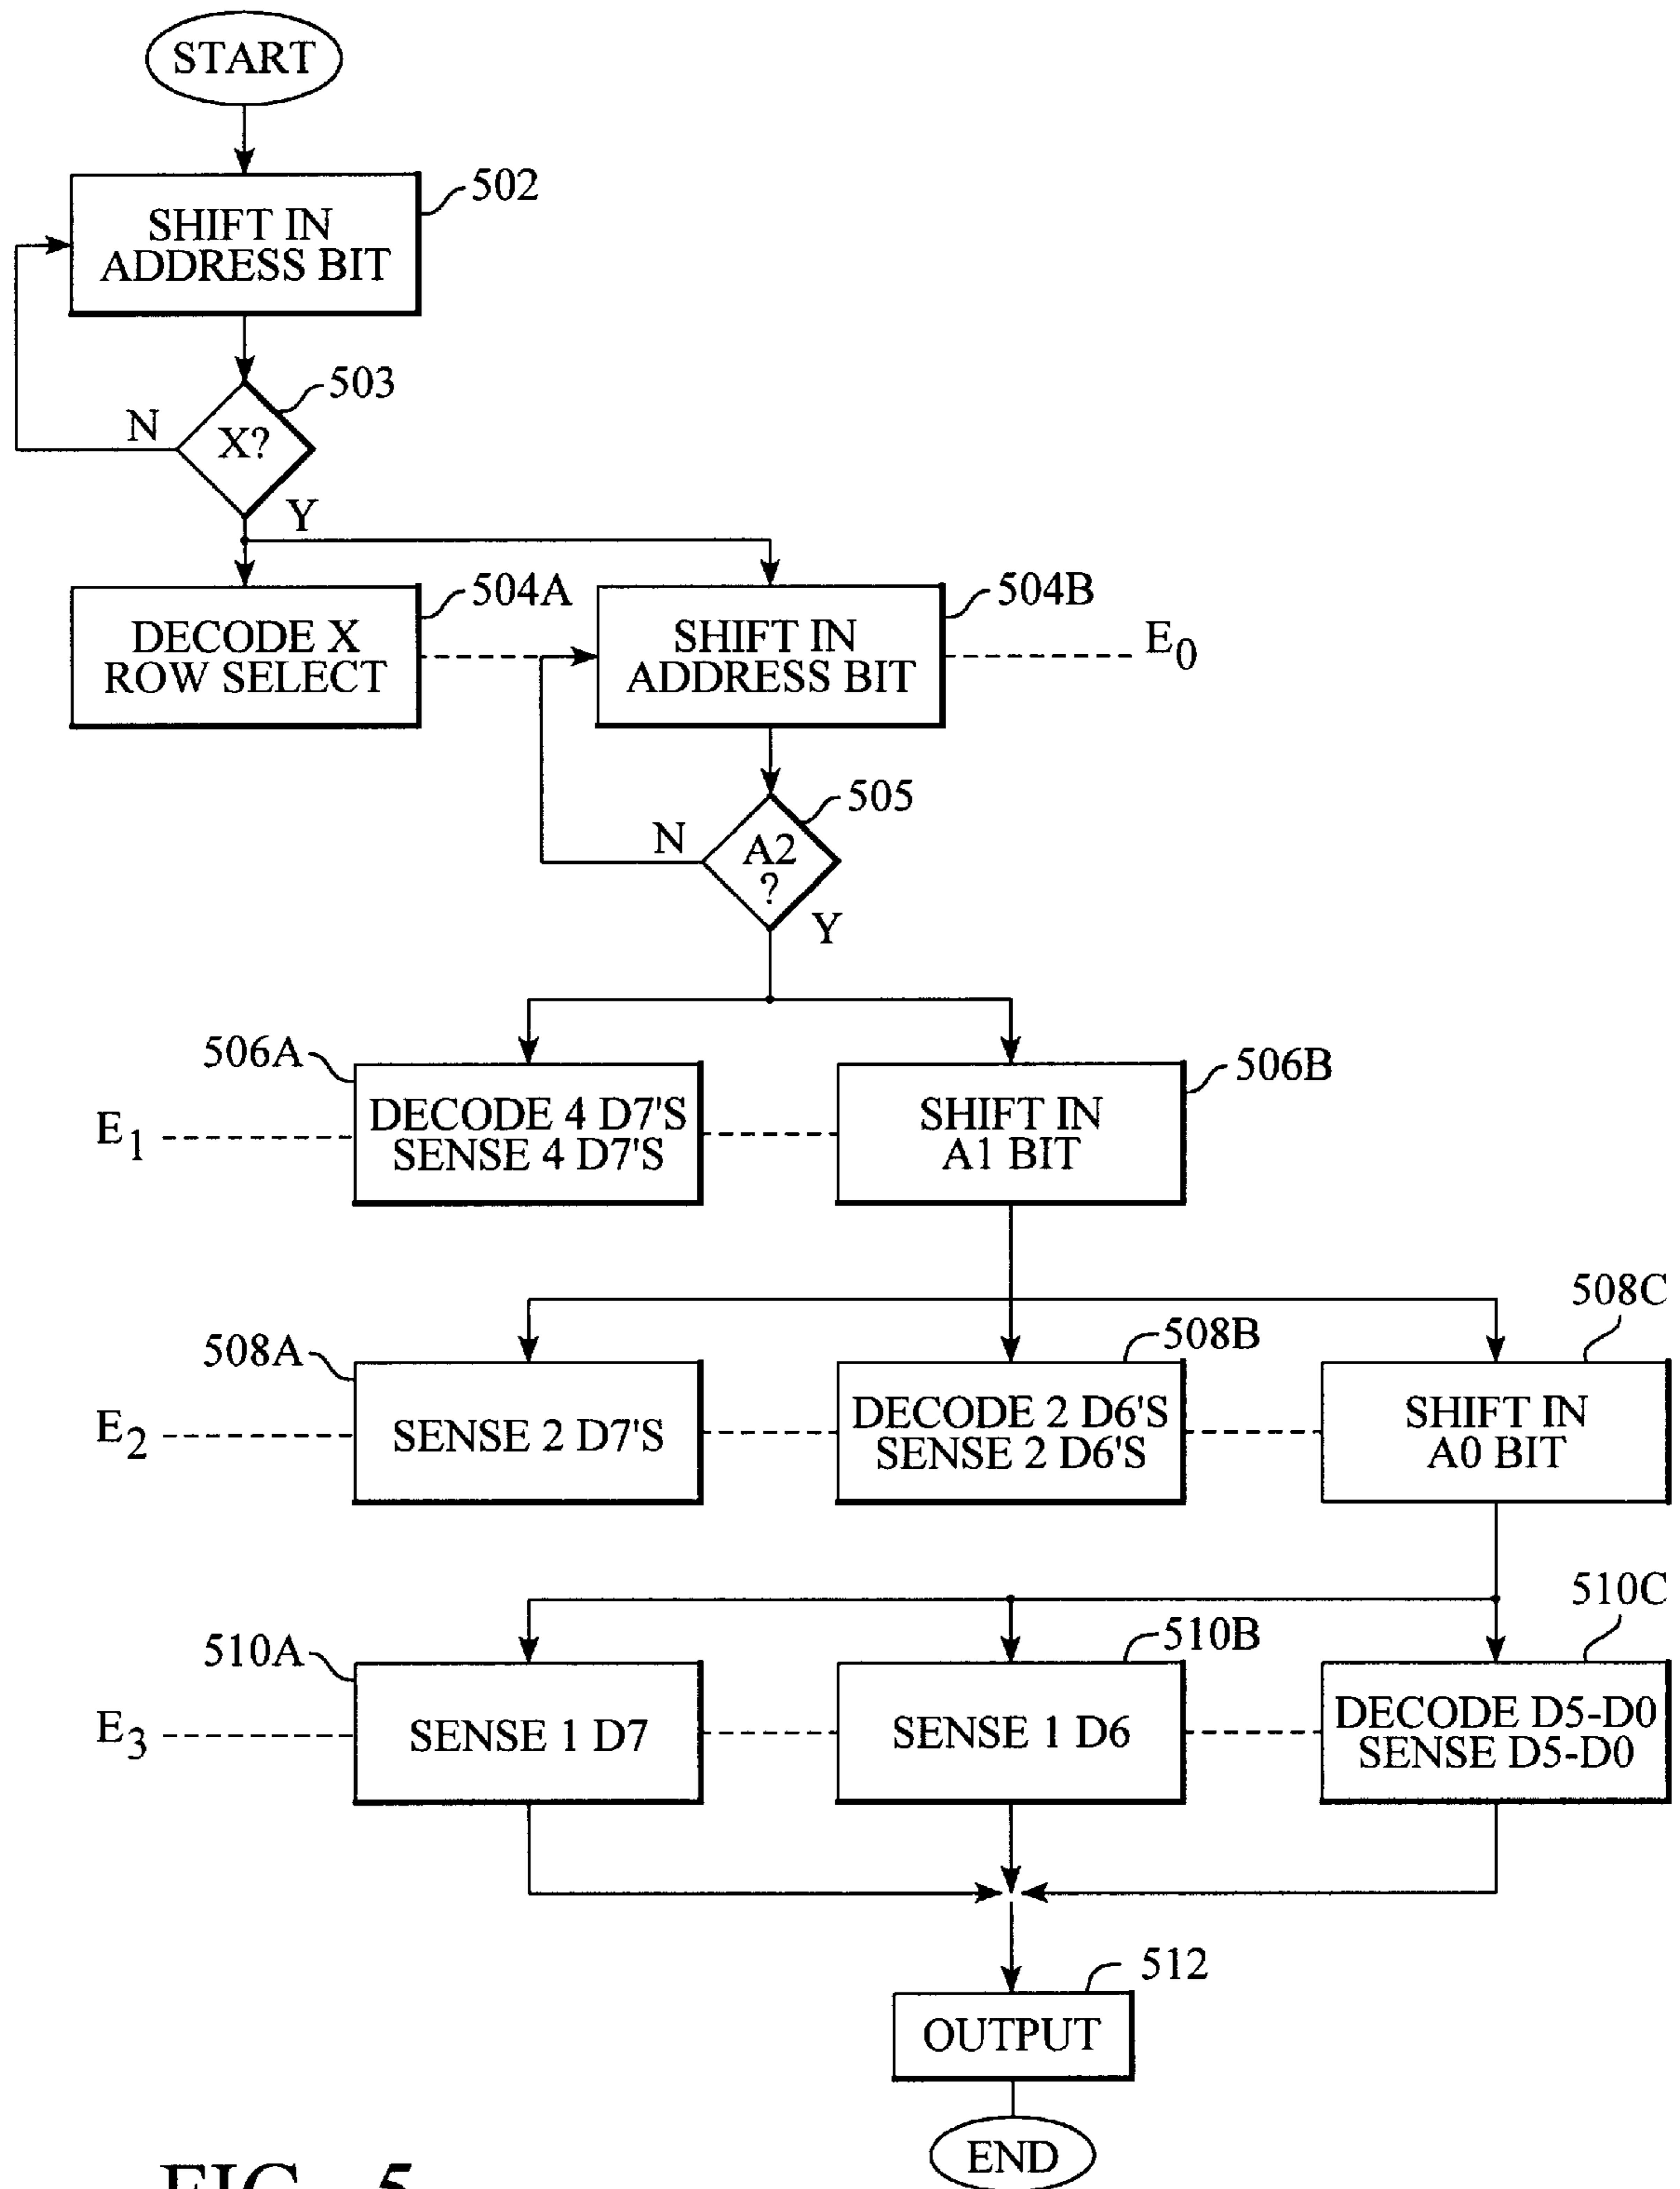 START
502
SHIFT IN
ADDRESS BIT
503
N
X?
Y
504A
504B
DECODE X
ROW SELECT
SHIFT IN
ADDRESS BIT
E0
505
N
A2
?
Y
506A
506B
E1
DECODE 4 D7'S
SENSE 4 D7'S
SHIFT IN
A1 BIT
508A
508B
508C
E2
SENSE 2 D7'S
DECODE 2 D6'S
SENSE 2 D6'S
SHIFT IN
A0 BIT
510A
510B
510C
E3
SENSE 1 D7
SENSE 1 D6
DECODE D5-D0
SENSE D5-D0
512
OUTPUT
END
FIG. 5